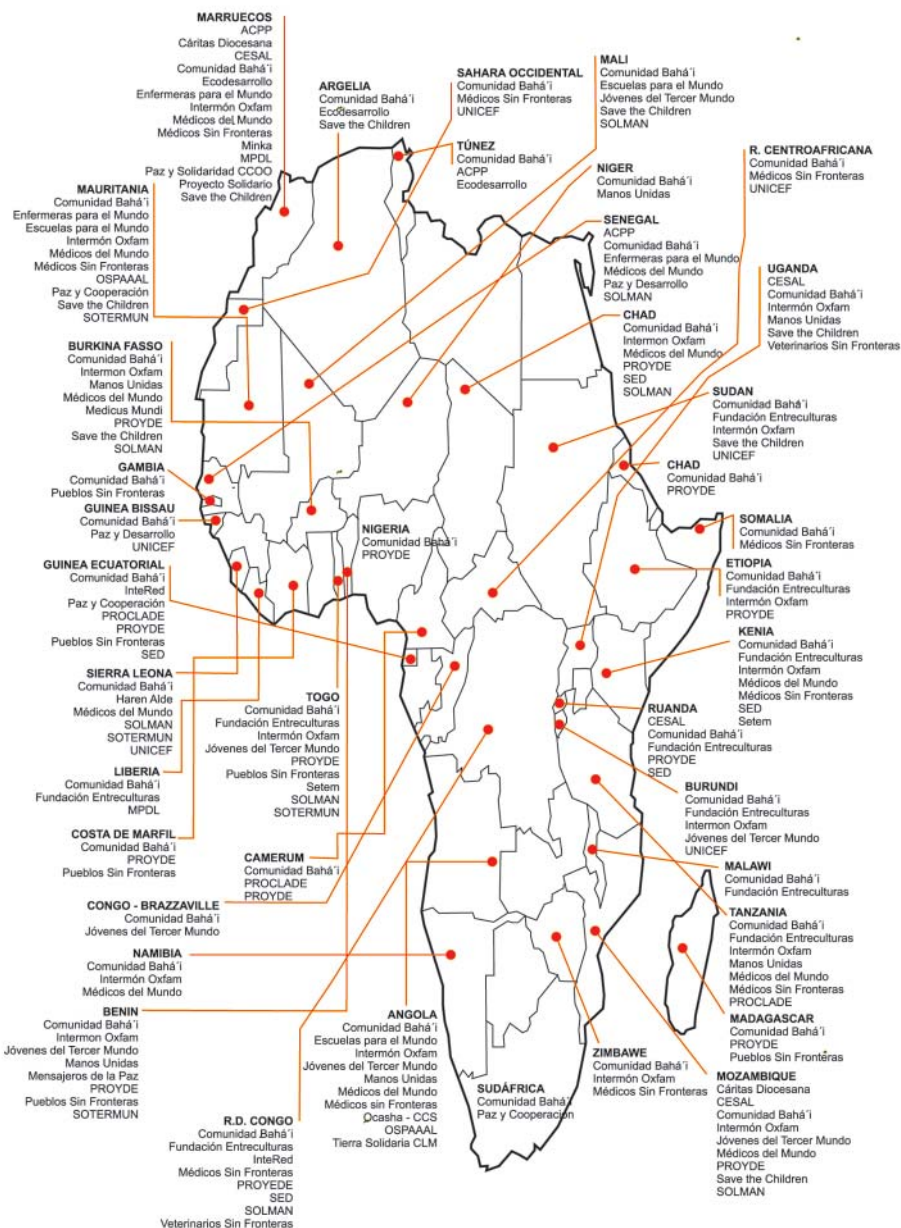 MARRUECOS
ACPP
Cáritas Diocesana
CESAL
Comunidad Bahá´i
Ecodesarrollo
Enfermeras para el Mundo
Intermón Oxfam
Médicos del Mundo
Médicos Sin Fronteras
Minka
MPDL
Paz y Solidaridad CCOO
Proyecto Solidario
Save the Children
ARGELIA
Comunidad Bahá´i
Ecodesarrollo
Save the Children
SAHARA OCCIDENTAL
Comunidad Bahá´i
Médicos Sin Fronteras
UNICEF
TÚNEZ
Comunidad Bahá´i
ACPP
Ecodesarrollo
MALI
Comunidad Bahá´i
Escuelas para el Mundo
Jóvenes del Tercer Mundo
Save the Children
SOLMAN
NIGER
Comunidad Bahá´i
Manos Unidas
R. CENTROAFRICANA
Comunidad Bahá´i
Médicos Sin Fronteras
UNICEF
MAURITANIA
Comunidad Bahá´i
Enfermeras para el Mundo
Escuelas para el Mundo
Intermón Oxfam
Médicos del Mundo
Médicos Sin Fronteras
OSPAAAL
Paz y Cooperación
Save the Children
SOTERMUN
SENEGAL
ACPP
Comunidad Bahá´i
Enfermeras para el Mundo
Médicos del Mundo
Paz y Desarrollo
SOLMAN
UGANDA
CESAL
Comunidad Bahá´i
Intermón Oxfam
Manos Unidas
Save the Children
Veterinarios Sin Fronteras
CHAD
Comunidad Bahá´i
Intermon Oxfam
Médicos del Mundo
PROYDE
SED
SOLMAN
BURKINA FASSO
Comunidad Bahá´i
Intermon Oxfam
Manos Unidas
Médicos del Mundo
Medicus Mundi
PROYDE
Save the Children
SOLMAN
SUDAN
Comunidad Bahá´i
Fundación Entreculturas
Intermón Oxfam
Save the Children
UNICEF
CHAD
Comunidad Bahá´i
PROYDE
GAMBIA
Comunidad Bahá´i
Pueblos Sin Fronteras
GUINEA BISSAU
Comunidad Bahá´i
Paz y Desarrollo
UNICEF
NIGERIA
Comunidad Bahá´i
PROYDE
SOMALIA
Comunidad Bahá´i
Médicos Sin Fronteras
GUINEA ECUATORIAL
Comunidad Bahá´i
InteRed
Paz y Cooperación
PROCLADE
PROYDE
Pueblos Sin Fronteras
SED
ETIOPIA
Comunidad Bahá´i
Fundación Entreculturas
Intermón Oxfam
PROYDE
KENIA
Comunidad Bahá´i
Fundación Entreculturas
Intermón Oxfam
Médicos del Mundo
Médicos Sin Fronteras
SED
Setem
SIERRA LEONA
Comunidad Bahá´i
Haren Alde
Médicos del Mundo
SOLMAN
SOTERMUN
UNICEF
TOGO
Comunidad Bahá´i
Fundación Entreculturas
Intermón Oxfam
Jóvenes del Tercer Mundo
PROYDE
Pueblos Sin Fronteras
Setem
SOLMAN
SOTERMUN
RUANDA
CESAL
Comunidad Bahá´i
Fundación Entreculturas
PROYDE
SED
LIBERIA
Comunidad Bahá´i
Fundación Entreculturas
MPDL
BURUNDI
Comunidad Bahá´i
Fundación Entreculturas
Intermon Oxfam
Jóvenes del Tercer Mundo
UNICEF
COSTA DE MARFIL
Comunidad Bahá´i
PROYDE
Pueblos Sin Fronteras
CAMERUM
Comunidad Bahá´i
PROCLADE
PROYDE
MALAWI
Comunidad Bahá´i
Fundación Entreculturas
CONGO - BRAZZAVILLE
Comunidad Bahá´i
Jóvenes del Tercer Mundo
TANZANIA
Comunidad Bahá´i
Fundación Entreculturas
Intermón Oxfam
Manos Unidas
Médicos del Mundo
Médicos Sin Fronteras
PROCLADE
NAMIBIA
Comunidad Bahá´i
Intermón Oxfam
Médicos del Mundo
MADAGASCAR
Comunidad Bahá´i
PROYDE
Pueblos Sin Fronteras
BENIN
Comunidad Bahá´i
Intermon Oxfam
Jóvenes del Tercer Mundo
Manos Unidas
Mensajeros de la Paz
PROYDE
Pueblos Sin Fronteras
SOTERMUN
ANGOLA
Comunidad Bahá´i
Escuelas para el Mundo
Intermón Oxfam
Jóvenes del Tercer Mundo
Manos Unidas
Médicos del Mundo
Médicos sin Fronteras
Ocasha - CCS
OSPAAAL
Tierra Solidaria CLM
ZIMBAWE
Comunidad Bahá´i
Intermón Oxfam
Médicos Sin Fronteras
SUDÁFRICA
Comunidad Bahá´i
Paz y Cooperación
MOZAMBIQUE
Cáritas Diocesana
CESAL
Comunidad Bahá´i
Intermón Oxfam
Jóvenes del Tercer Mundo
Médicos del Mundo
PROYDE
Save the Children
SOLMAN
R.D. CONGO
Comunidad Bahá´i
Fundación Entreculturas
InteRed
Médicos Sin Fronteras
PROYEDE
SED
SOLMAN
Veterinarios Sin Fronteras